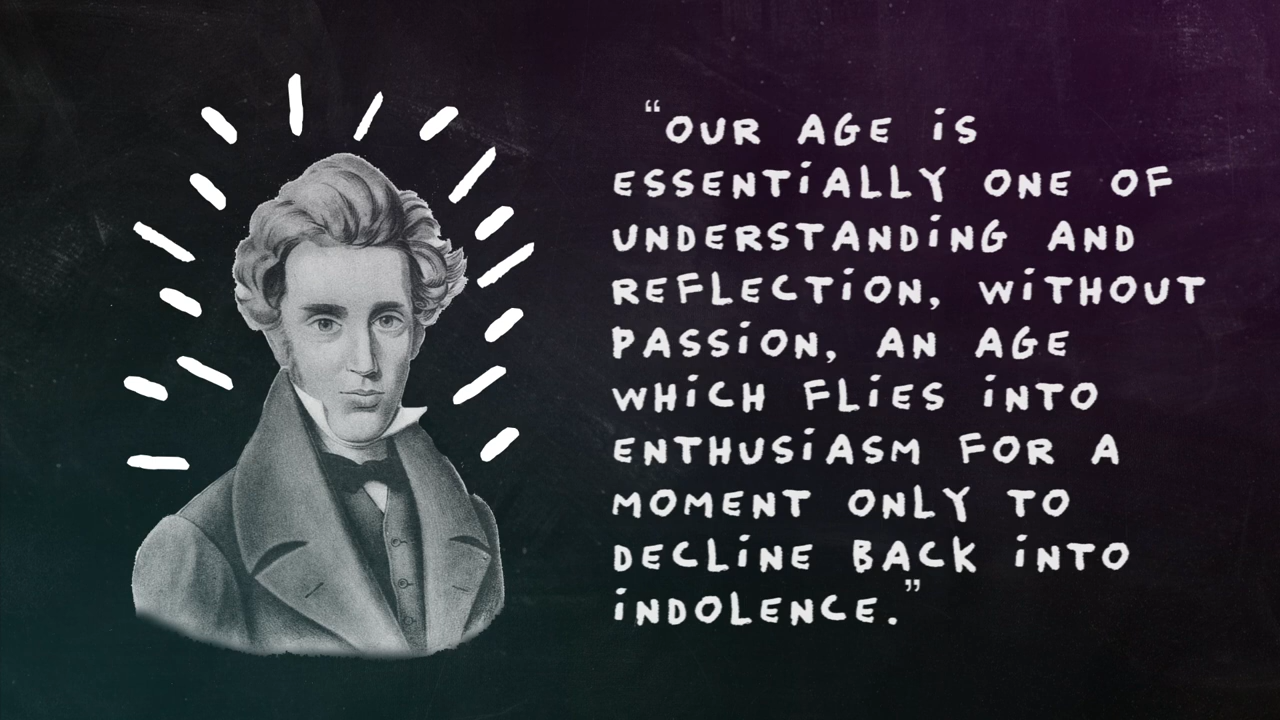 “OUR AGE iS
ESSENTiALLY ONE OF
UNDERSTANDiNG AND
REFLECTiON, WiTHOUT
PASSiON, AN AGE
WHiCH FLiES iNTO
ENTHUSiASM FOR A
MOMENT ONLY TO
DECLiNE BACK iNTO
iNDOLENCE.”